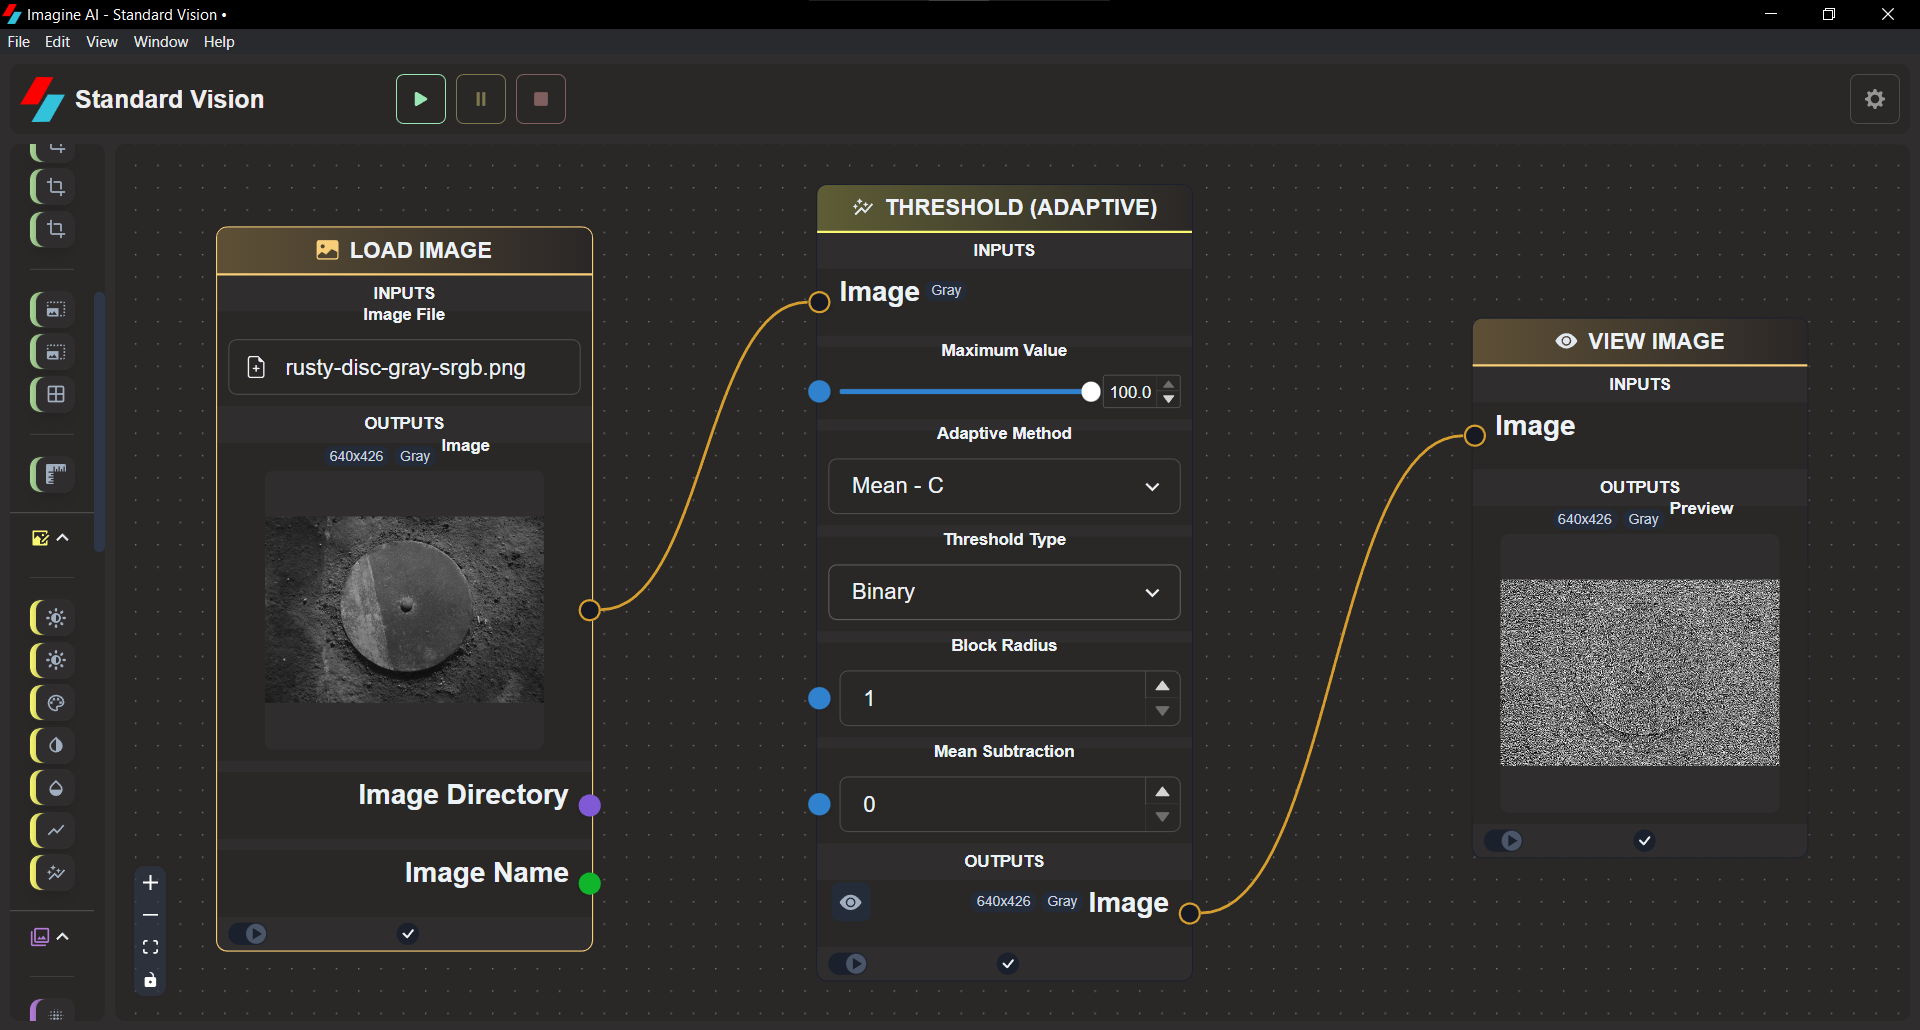 Imagine AI - Standard Vision •
File Edit View Window Help
Standard Vision
LOAD IMAGE
INPUTS
Image File
rusty-disc-gray-srgb.png
OUTPUTS
640x426 Gray Image
Image Directory
Image Name
THRESHOLD (ADAPTIVE)
INPUTS
Image Gray
Maximum Value
100.0
Adaptive Method
Mean - C
Threshold Type
Binary
Block Radius
1
Mean Subtraction
0
OUTPUTS
640x426 Gray Image
VIEW IMAGE
INPUTS
Image
OUTPUTS
640x426 Gray Preview